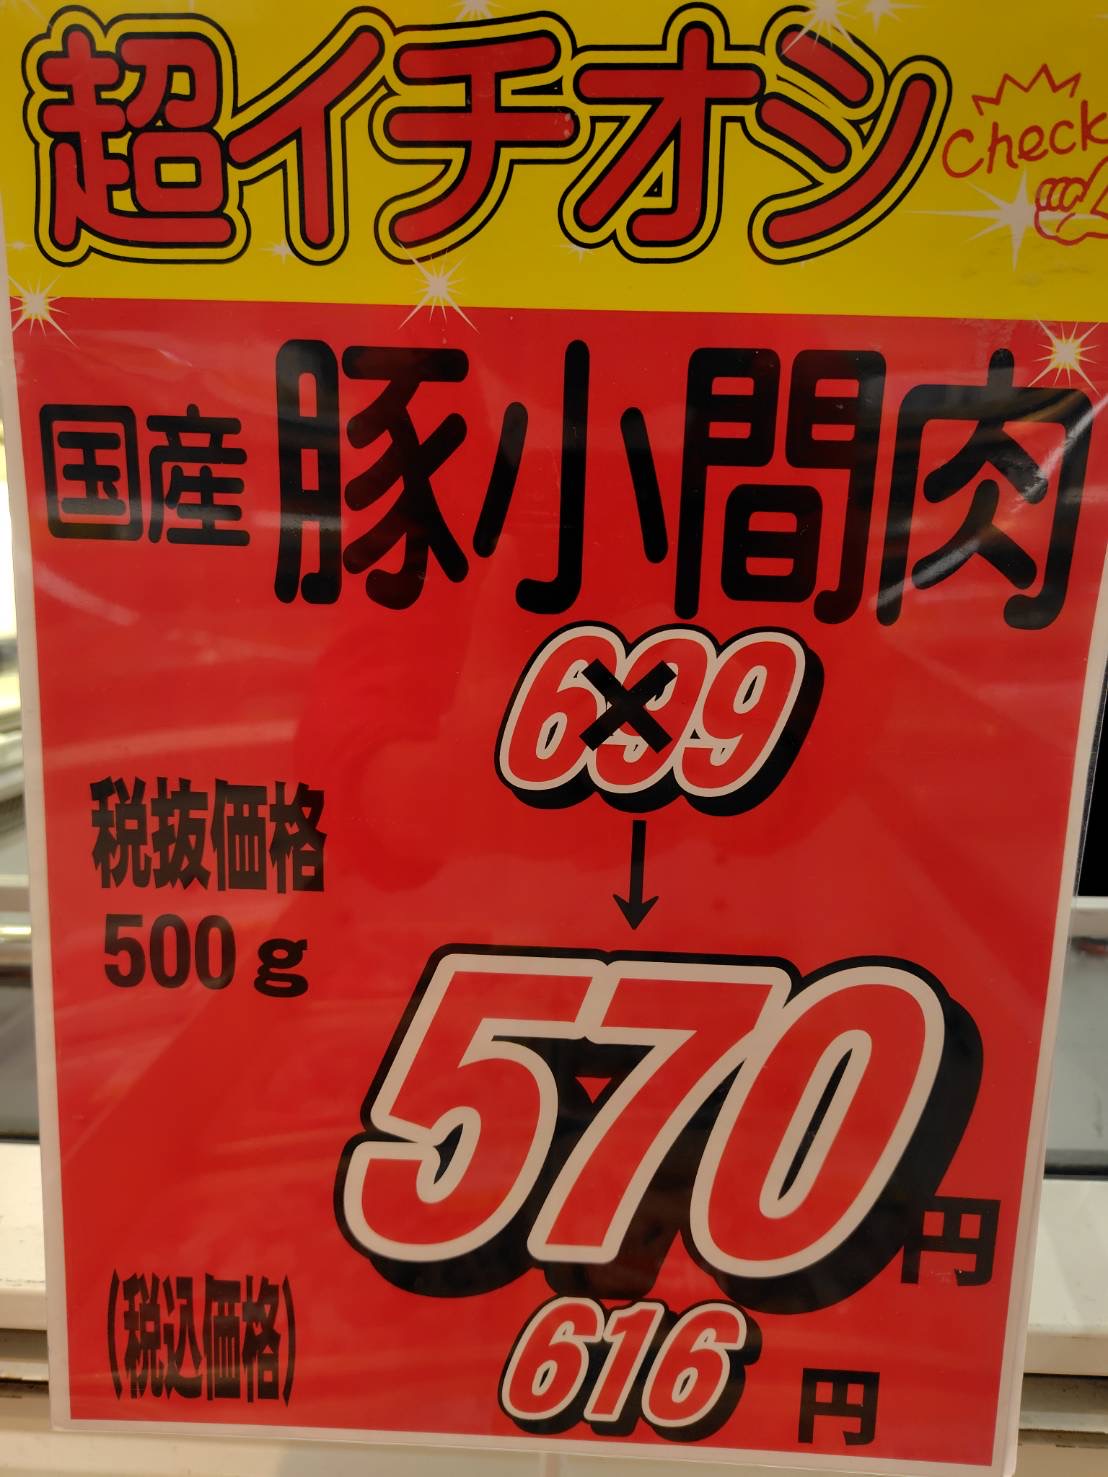 超イチオシ
Check
国産 豚小間肉
699
税抜価格
500g
570円
(税込価格)
616円